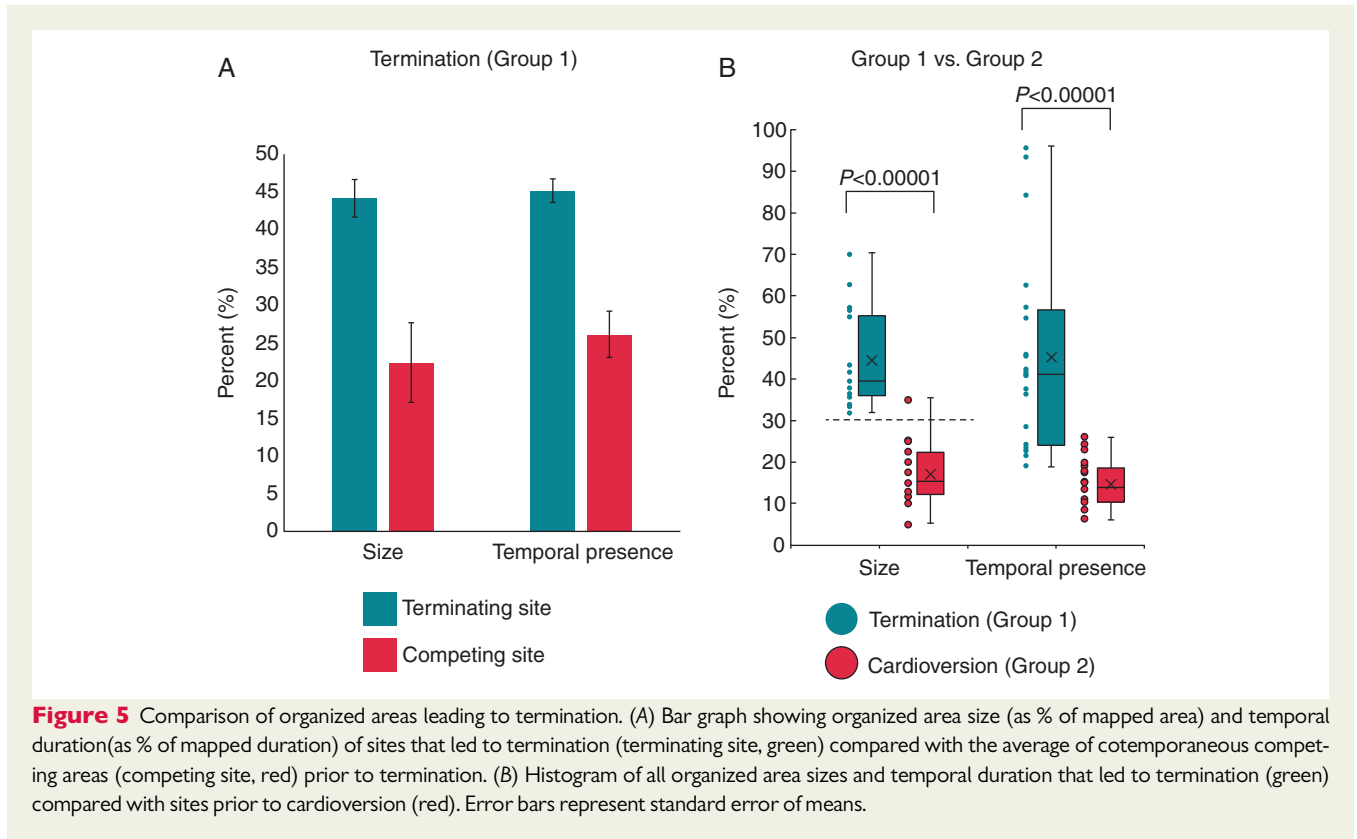 A
Termination (Group 1)
50
45
40
35
30
25
20
15
10
5
0
Percent (%)
Size
Temporal presence
Terminating site
Competing site
B
Group 1 vs. Group 2
P<0.00001
P<0.00001
100
90
80
70
60
50
40
30
20
10
0
Percent (%)
Size
Temporal presence
Termination (Group 1)
Cardioversion (Group 2)
Figure 5 Comparison of organized areas leading to termination. (A) Bar graph showing organized area size (as % of mapped area) and temporal
duration(as % of mapped duration) of sites that led to termination (terminating site, green) compared with the average of cotemporaneous compet-
ing areas (competing site, red) prior to termination. (B) Histogram of all organized area sizes and temporal duration that led to termination (green)
compared with sites prior to cardioversion (red). Error bars represent standard error of means.